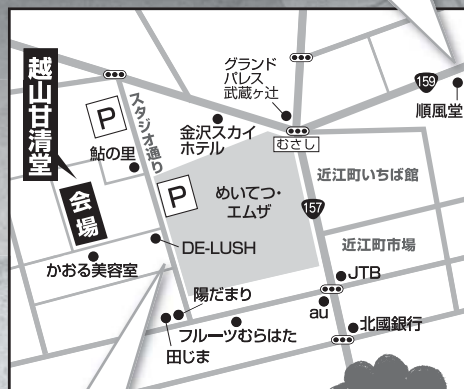 越山甘清堂
会場
P
スタジオ通り
鮎の里
グランド
パレス
武蔵ヶ辻
金沢スカイ
ホテル
むさし
159
順風堂
P
めいてつ・
エムザ
近江町いちば館
157
近江町市場
DE-LUSH
かおる美容室
JTB
陽だまり
au
フルーツむらはた
北國銀行
田じま